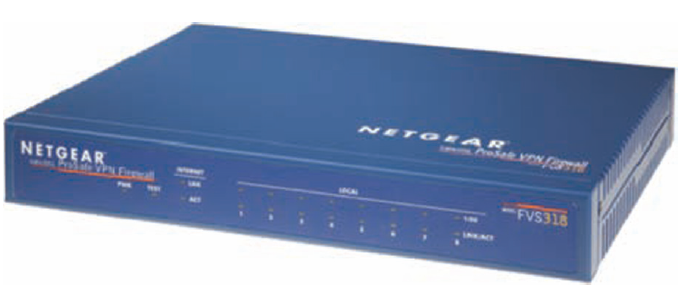 NETGEAR
ProSafe VPN Firewall
NETGEAR
ProSafe VPN Firewall
PWR TEST
INTERNET
LNK
ACT
LOCAL
1 2 3 4 5 6 7 8
100
LINK/ACT
FVS318